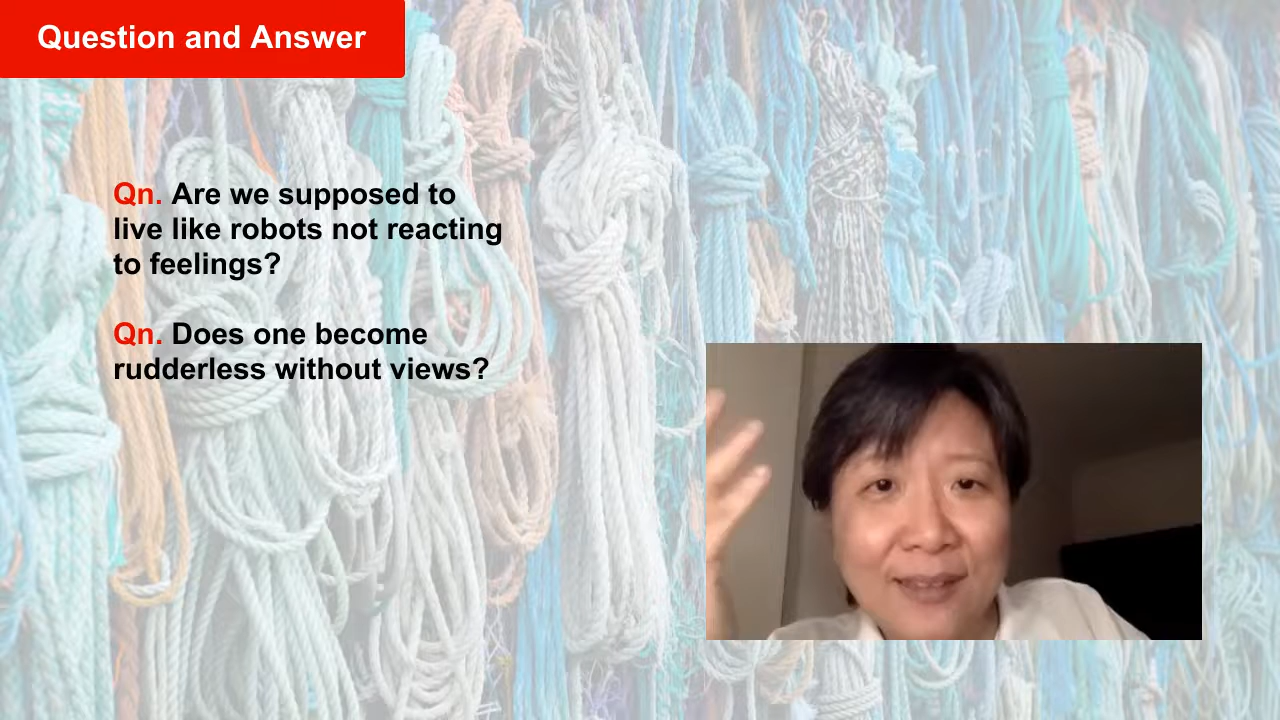 Question and Answer
Qn. Are we supposed to
live like robots not reacting
to feelings?
Qn. Does one become
rudderless without views?